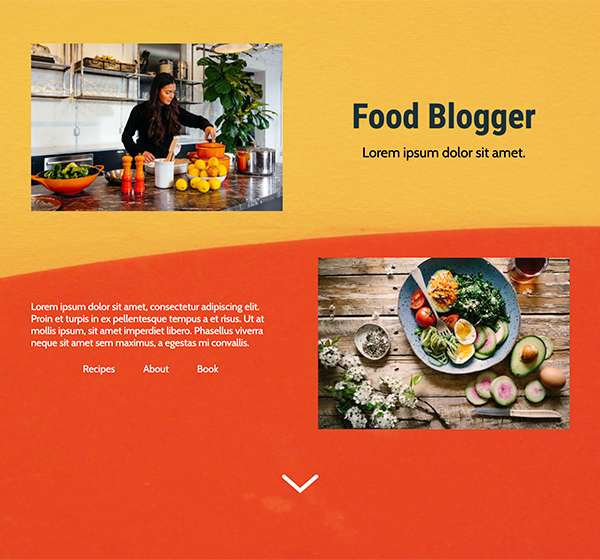 Food Blogger
Lorem ipsum dolor sit amet.
Lorem ipsum dolor sit amet, consectetur adipiscing elit.
Proin et turpis in ex pellentesque tempus a et risus. Ut at
mollis ipsum, sit amet imperdiet libero. Phasellus viverra
neque sit amet sem maximus, a egestas mi convallis.
Recipes About Book